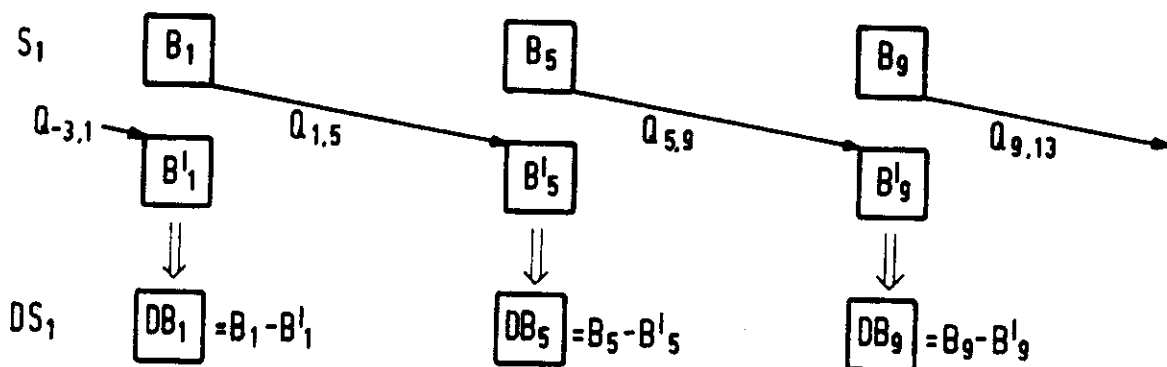 S₁ B₁ B₅ B₉
Q₋₃,₁ Q₁,₅ Q₅,₉ Q₉,₁₃
B'₁ B'₅ B'₉
DS₁ DB₁ =B₁-B'₁ DB₅ =B₅-B'₅ DB₉ =B₉-B'₉